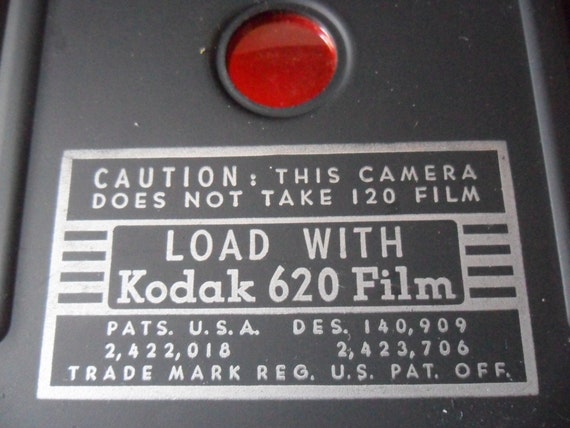 CAUTION: THIS CAMERA
DOES NOT TAKE 120 FILM
LOAD WITH
Kodak 620 Film
PATS. U.S.A. DES. 140,909
2,422,018 2,423,706
TRADE MARK REG. U.S. PAT. OFF.